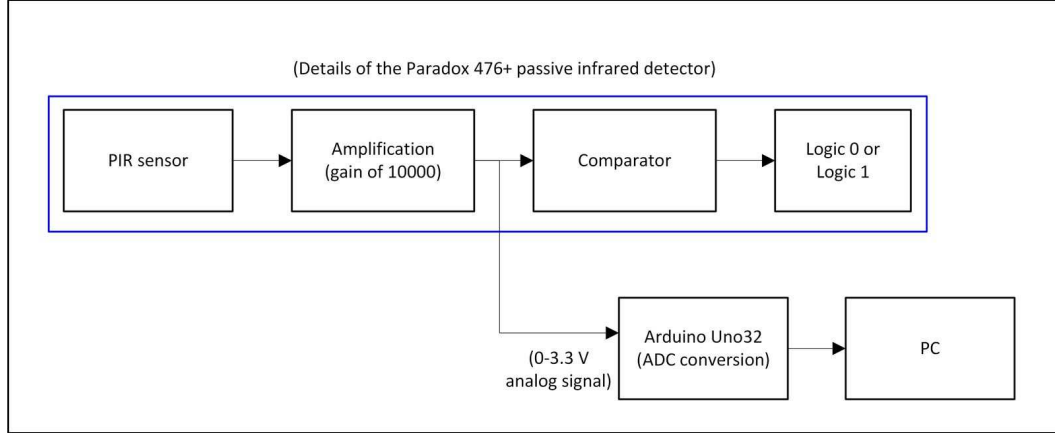 (Details of the Paradox 476+ passive infrared detector)
PIR sensor
Amplification
(gain of 10000)
Comparator
Logic 0 or
Logic 1
(0-3.3 V
analog signal)
Arduino Uno32
(ADC conversion)
PC